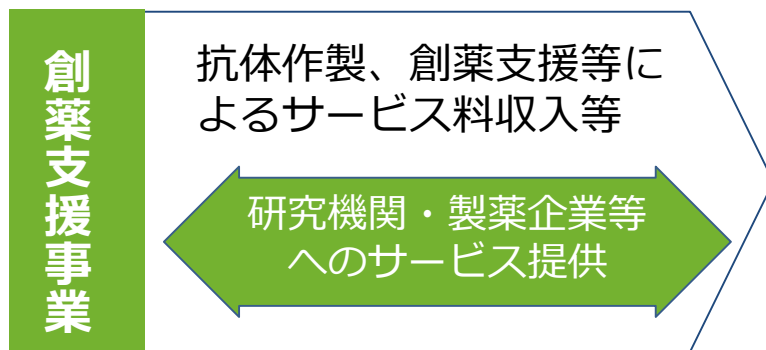 創薬支援事業
抗体作製、創薬支援等に
よるサービス料収入等
研究機関・製薬企業等
へのサービス提供